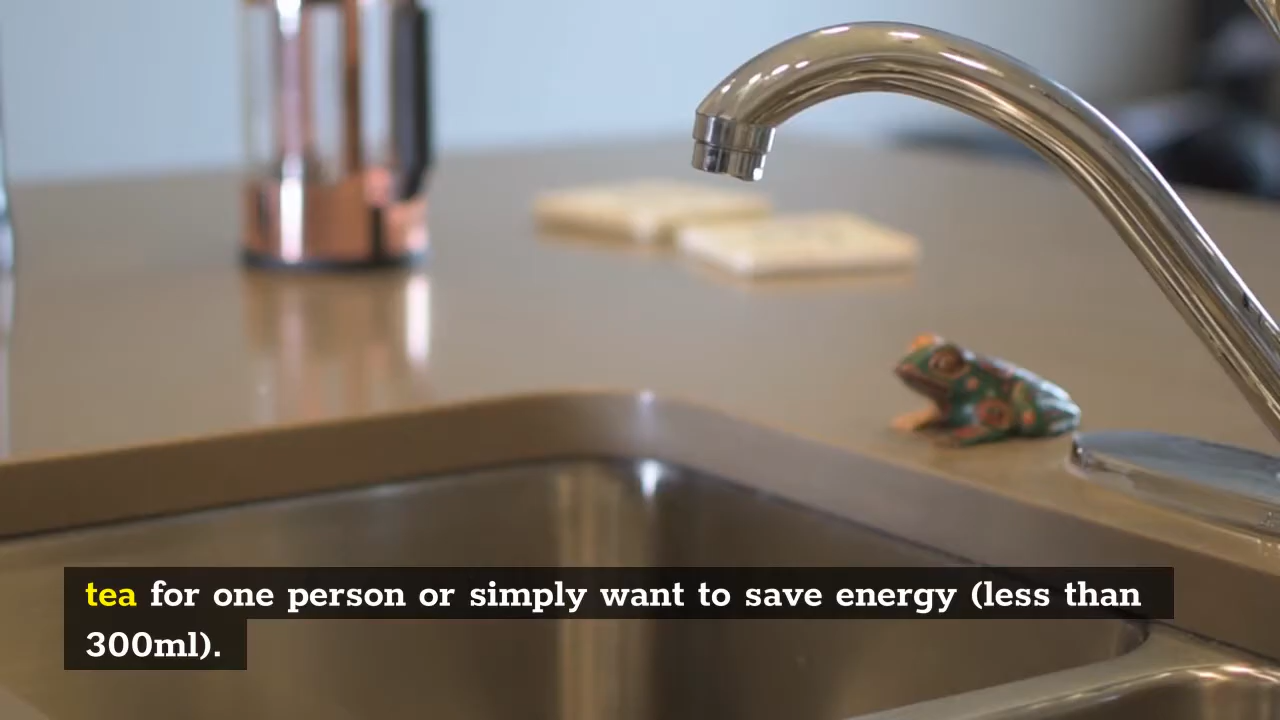 tea for one person or simply want to save energy (less than
300ml).